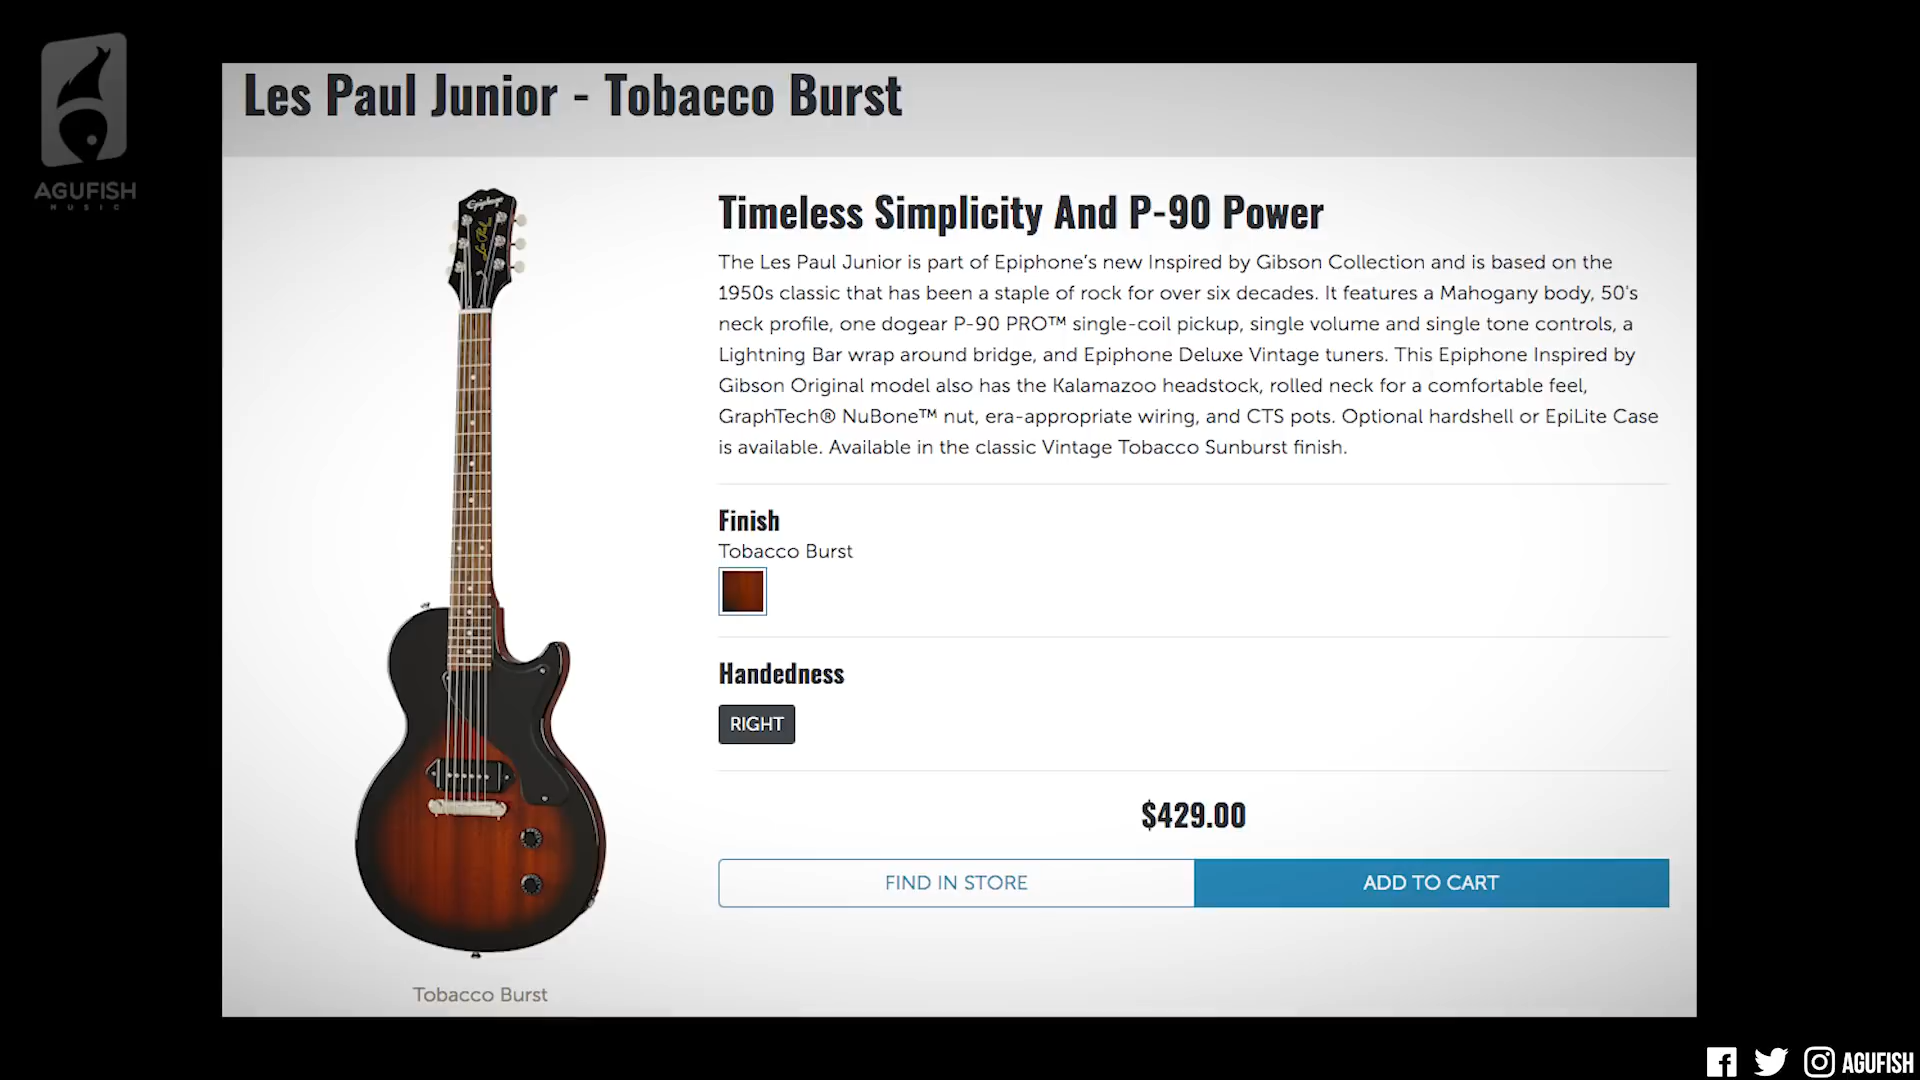 AGUFISH
MUSIC
Les Paul Junior - Tobacco Burst
Epiphone
Les Paul
Tobacco Burst
Timeless Simplicity And P-90 Power
The Les Paul Junior is part of Epiphone’s new Inspired by Gibson Collection and is based on the
1950s classic that has been a staple of rock for over six decades. It features a Mahogany body, 50's
neck profile, one dogear P-90 PRO™ single-coil pickup, single volume and single tone controls, a
Lightning Bar wrap around bridge, and Epiphone Deluxe Vintage tuners. This Epiphone Inspired by
Gibson Original model also has the Kalamazoo headstock, rolled neck for a comfortable feel,
GraphTech® NuBone™ nut, era-appropriate wiring, and CTS pots. Optional hardshell or EpiLite Case
is available. Available in the classic Vintage Tobacco Sunburst finish.
Finish
Tobacco Burst
Handedness
RIGHT
$429.00
FIND IN STORE
ADD TO CART
AGUFISH